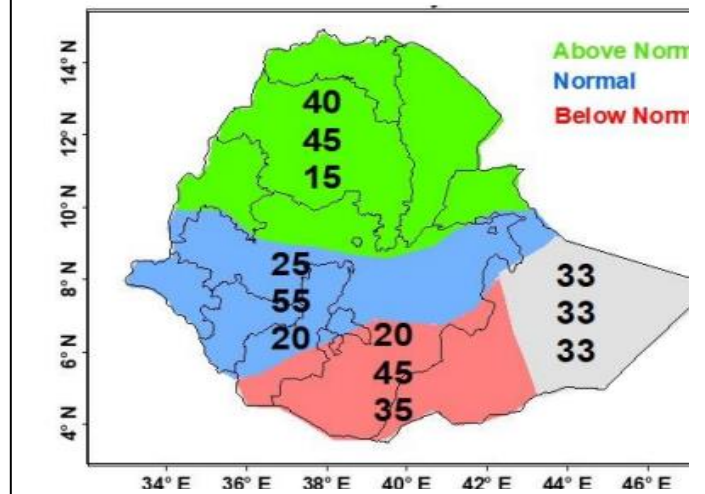 Above Norm
Normal
Below Norm
14° N
12° N
10° N
8° N
6° N
4° N
40
45
15
25
55
20
20
45
35
33
33
33
34° E
36° E
38° E
40° E
42° E
44° E
46° E